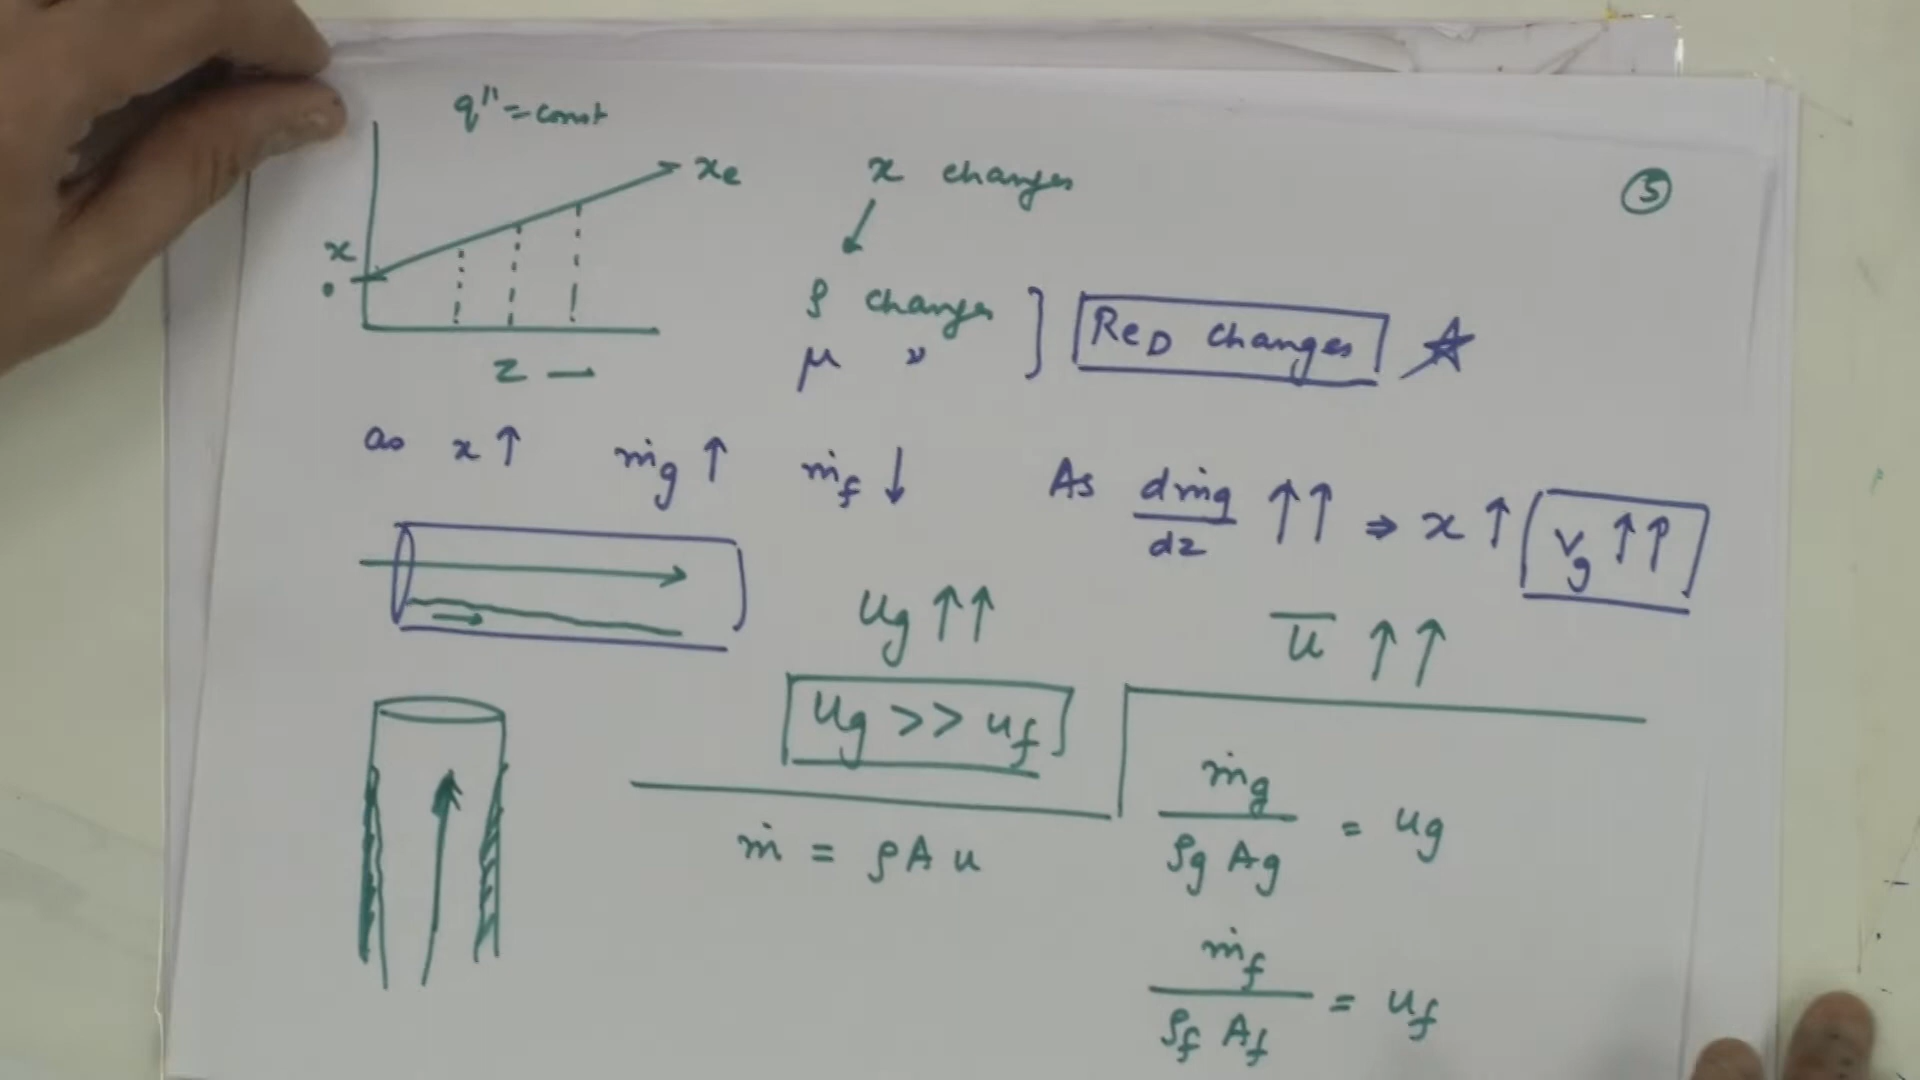 q'' = const
x
0
xe
z —
x changes
⑤
ρ changes
μ "
ReD changes
as x ↑ ṁg ↑ ṁf ↓
As dṁg/dz ↑↑ ⇒ x ↑ Vg ↑↑
ug ↑↑
u̅ ↑↑
ug >> uf
ṁ = ρ A u
ṁg / ρg Ag = ug
ṁf / ρf Af = uf